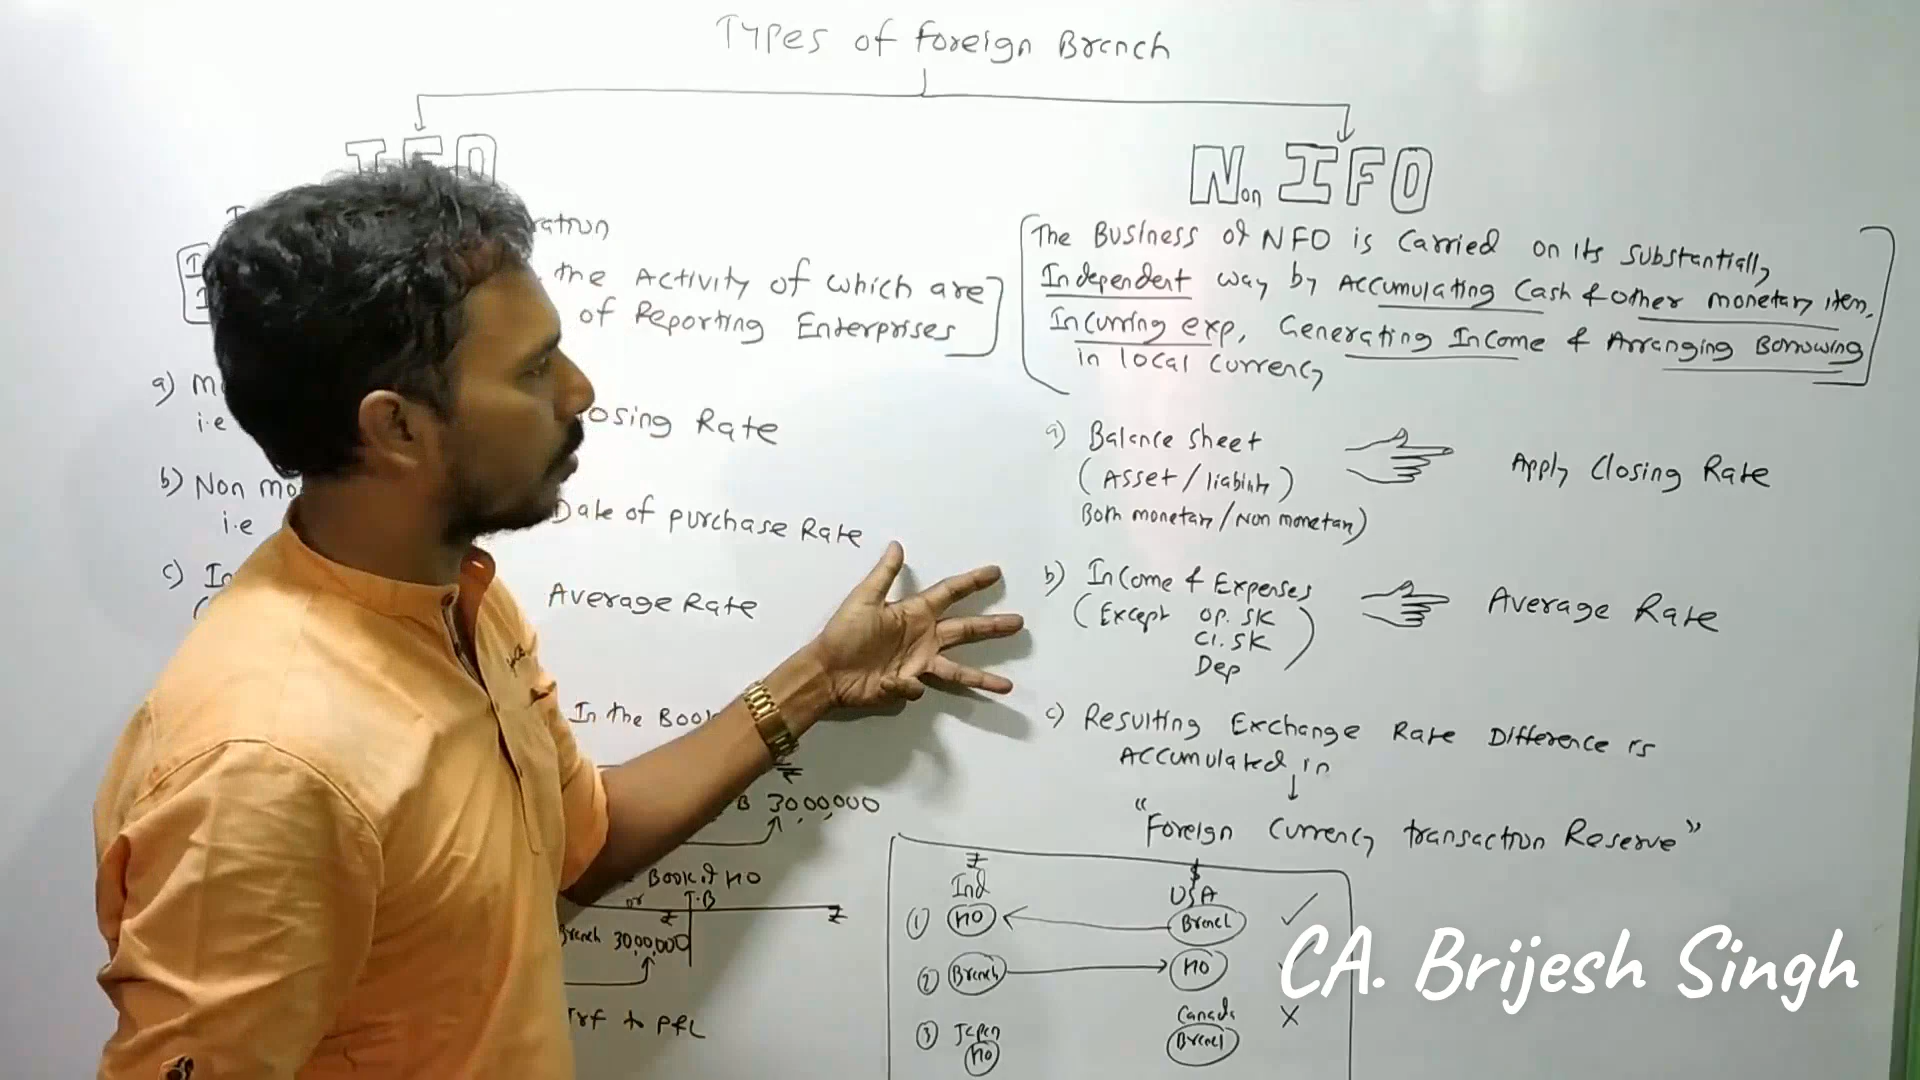 Types of Foreign Branch
IFO
N on IFO
The Business of NFO is Carried on its substantially
Independent way by Accumulating Cash & other monetary item,
Incurring exp, Generating Income & Arranging Borrowing
in local currency
the Activity of which are
of Reporting Enterprises
a)
i.e
Closing Rate
b) Non
i.e
Date of purchase Rate
c)
Average Rate
In the
B 30,00,000
Book of HO
or T.B
₹ ₹
Branch 30,00,000
Trf to P&L
a) Balance sheet
(Asset / liability)
Both monetary / Non monetary)
Apply Closing Rate
b) Income & Expenses
(Except Op. SK
Cl. SK
Dep
Average Rate
c) Resulting Exchange Rate Difference is
Accumulated in
"Foreign Currency transaction Reserve"
₹ $
Ind USA
① HO Branch ✓
② Branch HO
③ Japan Canada X
HO Branch
CA. Brijesh Singh